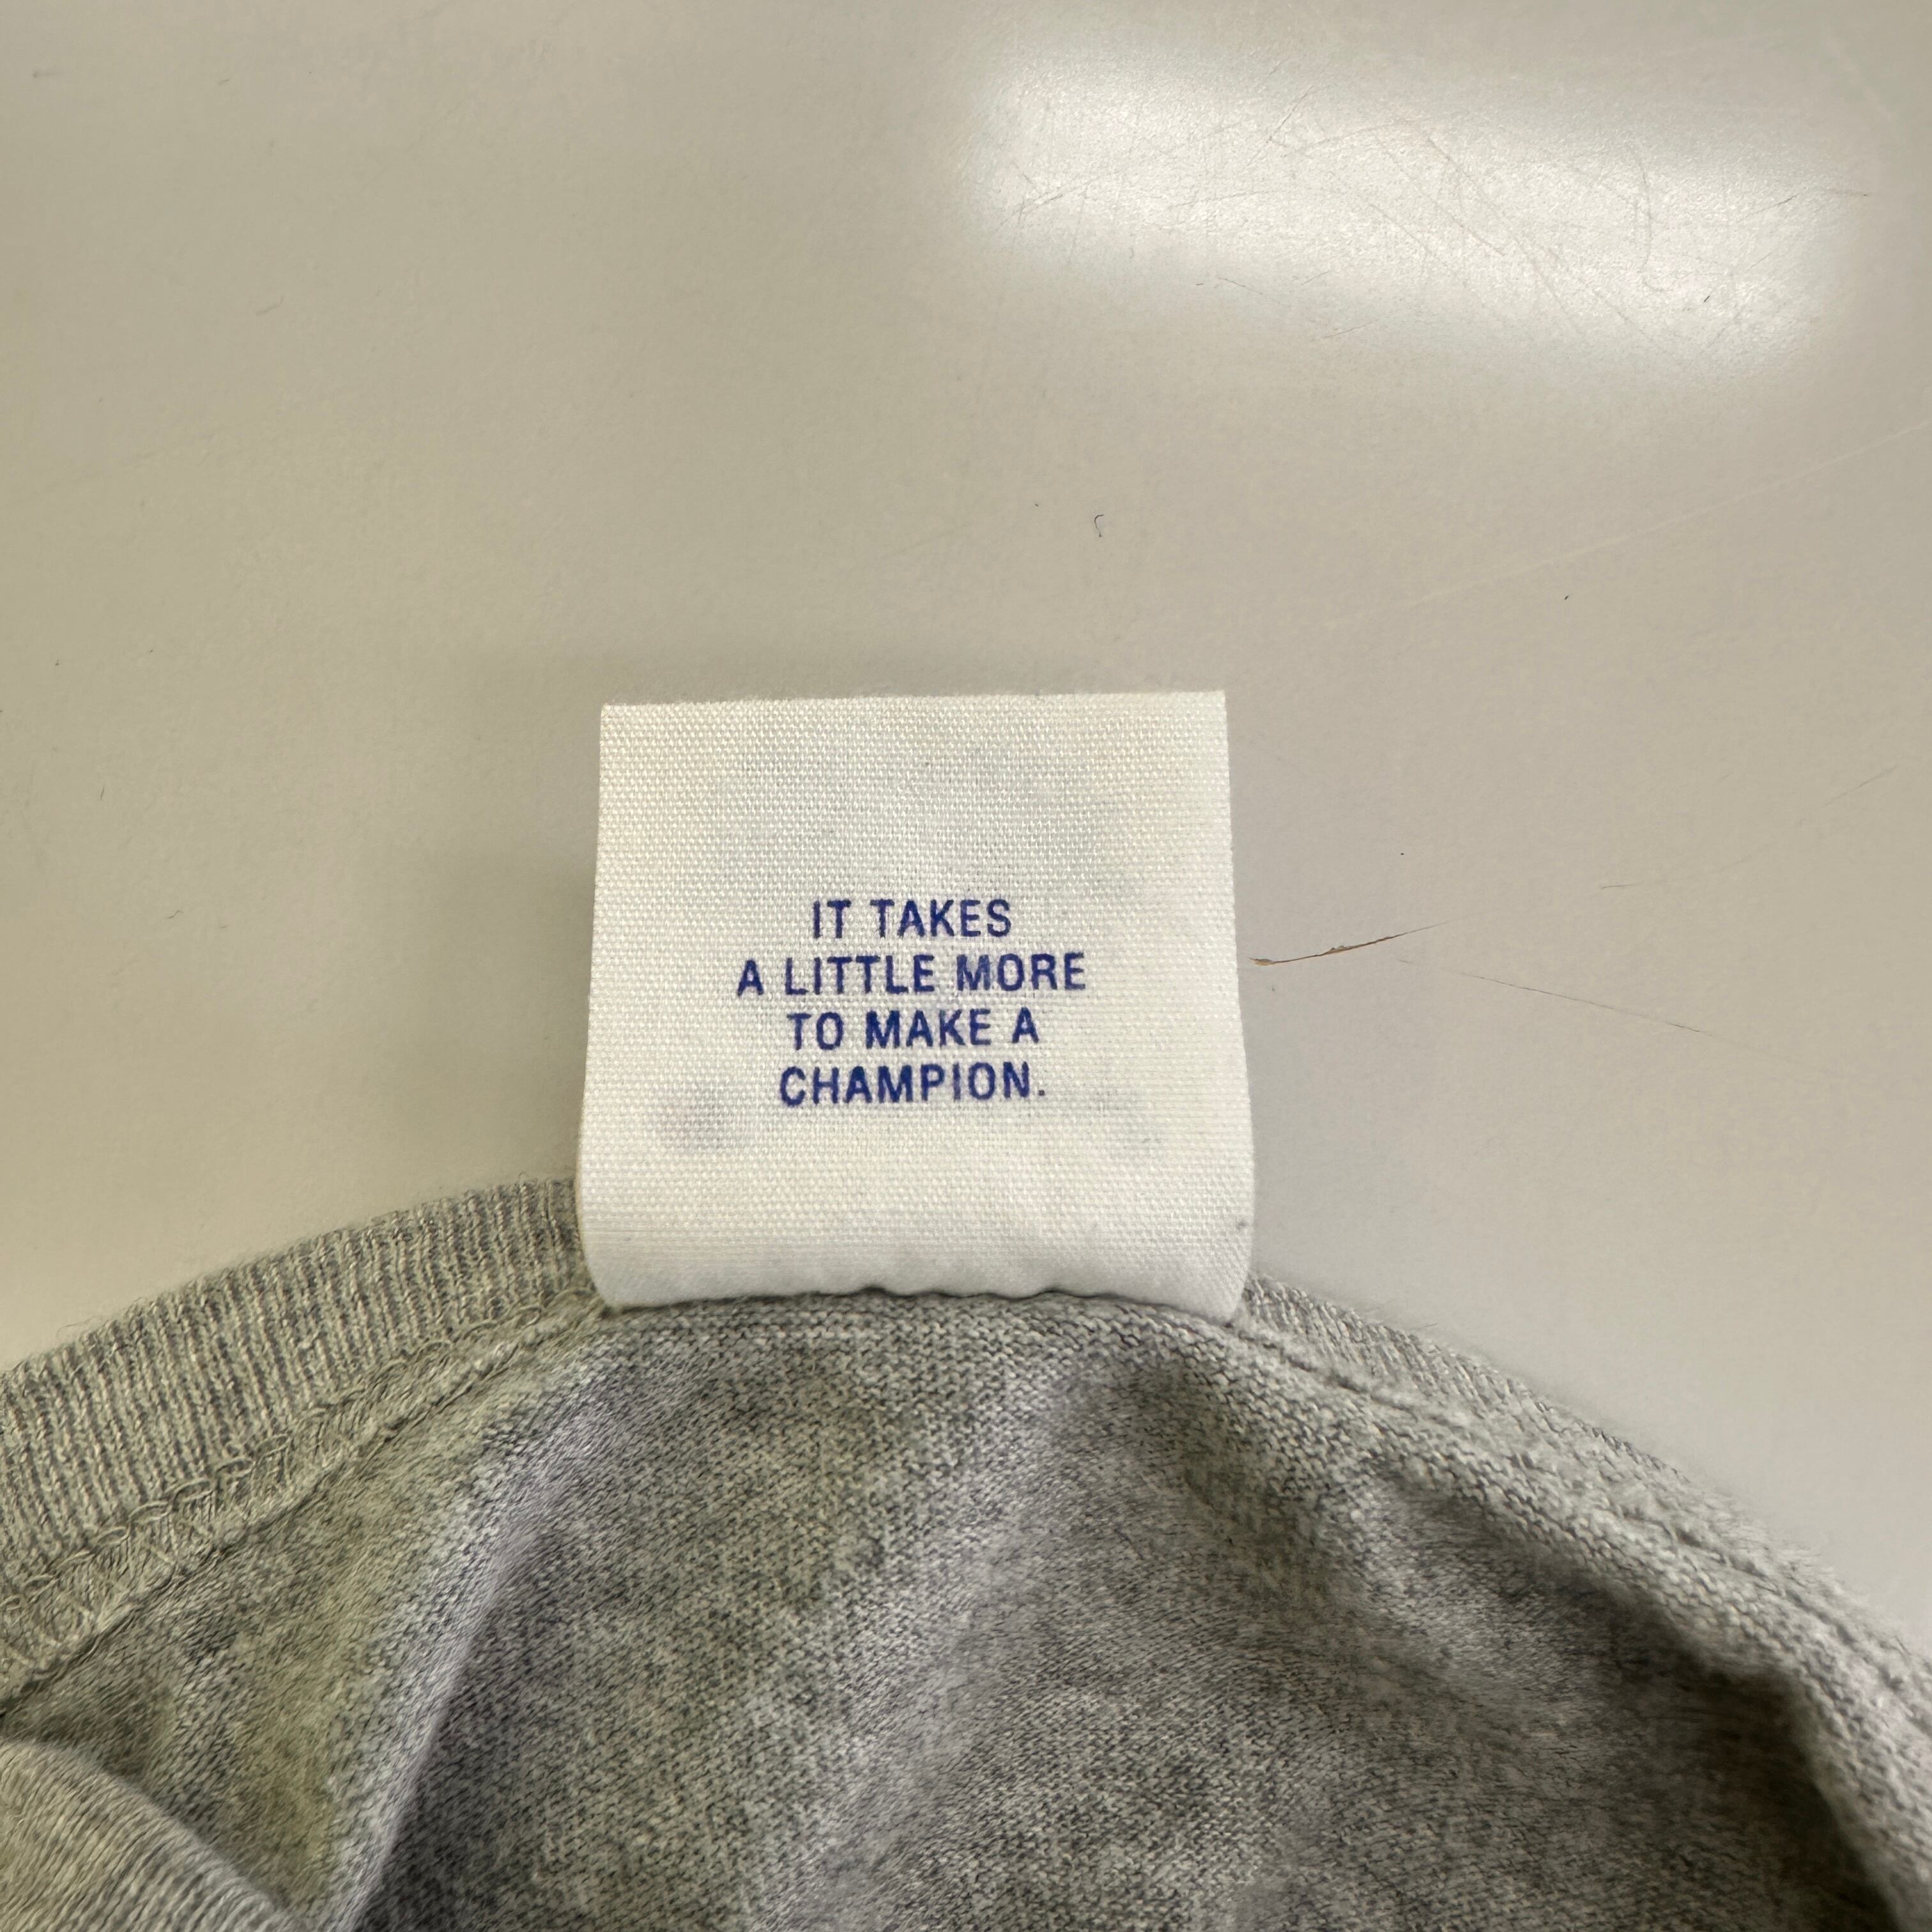 IT TAKES
A LITTLE MORE
TO MAKE A
CHAMPION.